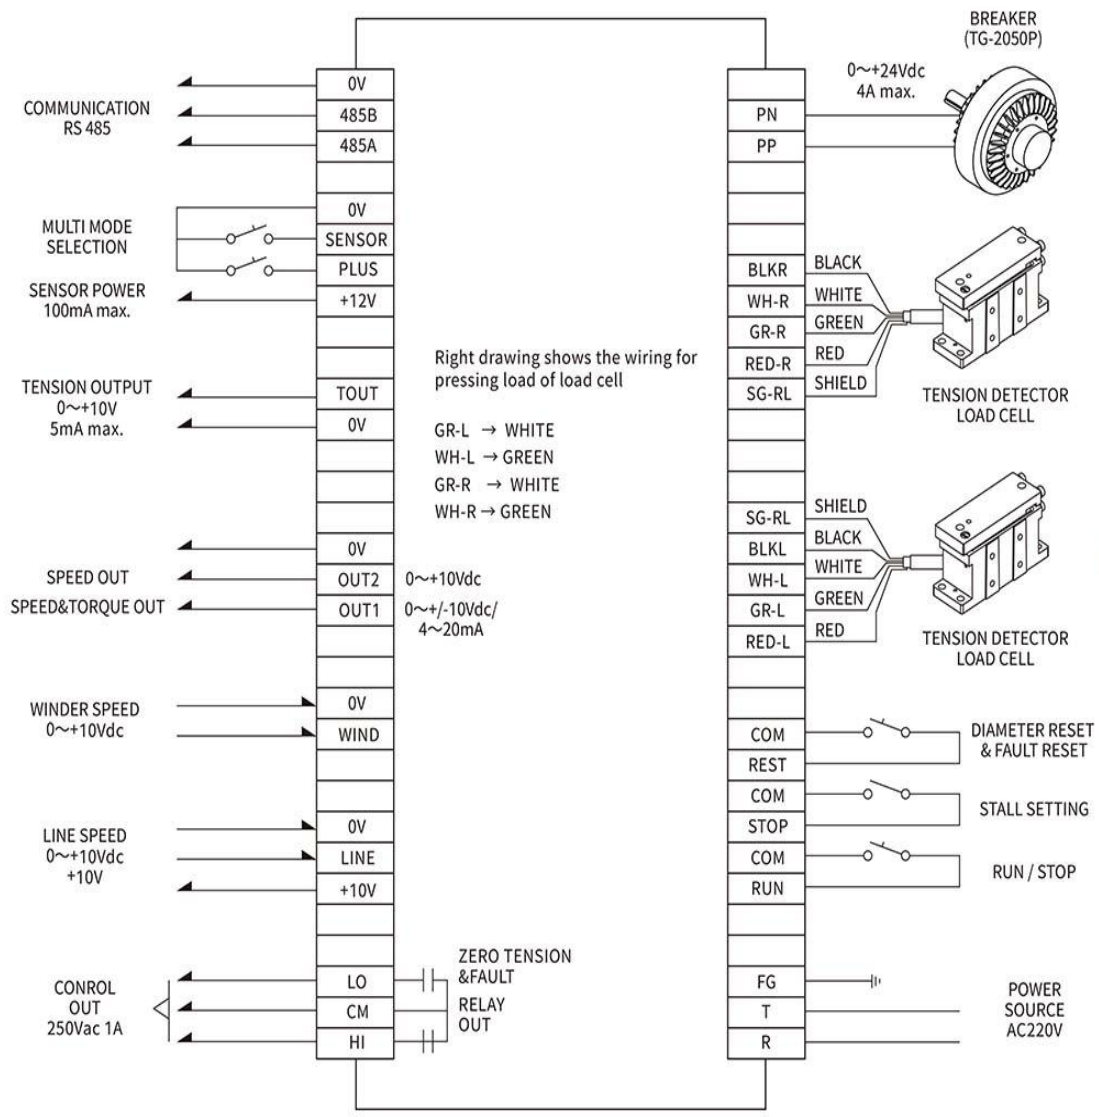 BREAKER
(TG-2050P)
0~+24Vdc
4A max.
COMMUNICATION
RS 485
0V
485B
485A
MULTI MODE
SELECTION
0V
SENSOR
PLUS
SENSOR POWER
100mA max.
+12V
TENSION OUTPUT
0~+10V
5mA max.
TOUT
0V
0V
SPEED OUT
OUT2
0~+10Vdc
SPEED&TORQUE OUT
OUT1
0~+/-10Vdc/
4~20mA
WINDER SPEED
0~+10Vdc
0V
WIND
LINE SPEED
0~+10Vdc
+10V
0V
LINE
+10V
CONROL
OUT
250Vac 1A
LO
CM
HI
ZERO TENSION
&FAULT
RELAY
OUT
Right drawing shows the wiring for
pressing load of load cell
GR-L → WHITE
WH-L → GREEN
GR-R → WHITE
WH-R → GREEN
PN
PP
BLKR
BLACK
WH-R
WHITE
GR-R
GREEN
RED-R
RED
SG-RL
SHIELD
TENSION DETECTOR
LOAD CELL
SG-RL
SHIELD
BLKL
BLACK
WH-L
WHITE
GR-L
GREEN
RED-L
RED
TENSION DETECTOR
LOAD CELL
COM
REST
DIAMETER RESET
& FAULT RESET
COM
STOP
STALL SETTING
COM
RUN
RUN / STOP
FG
T
R
POWER
SOURCE
AC220V